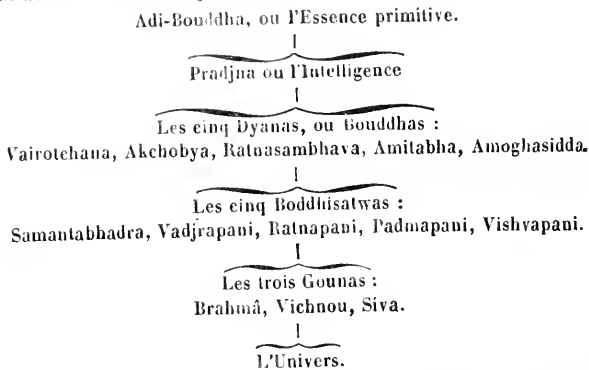 Adi-Bouddha, ou l'Essence primitive.
Pradjna ou l'Intelligence
Les cinq Dyanas, ou Bouddhas :
Vairotchana, Akchobya, Ratnasambhava, Amitabha, Amoghasidda.
Les cinq Boddhisatwas :
Samantabhadra, Vadjrapani, Ratnapani, Padmapani, Vishvapani.
Les trois Gounas :
Brahmâ, Vichnou, Siva.
L'Univers.